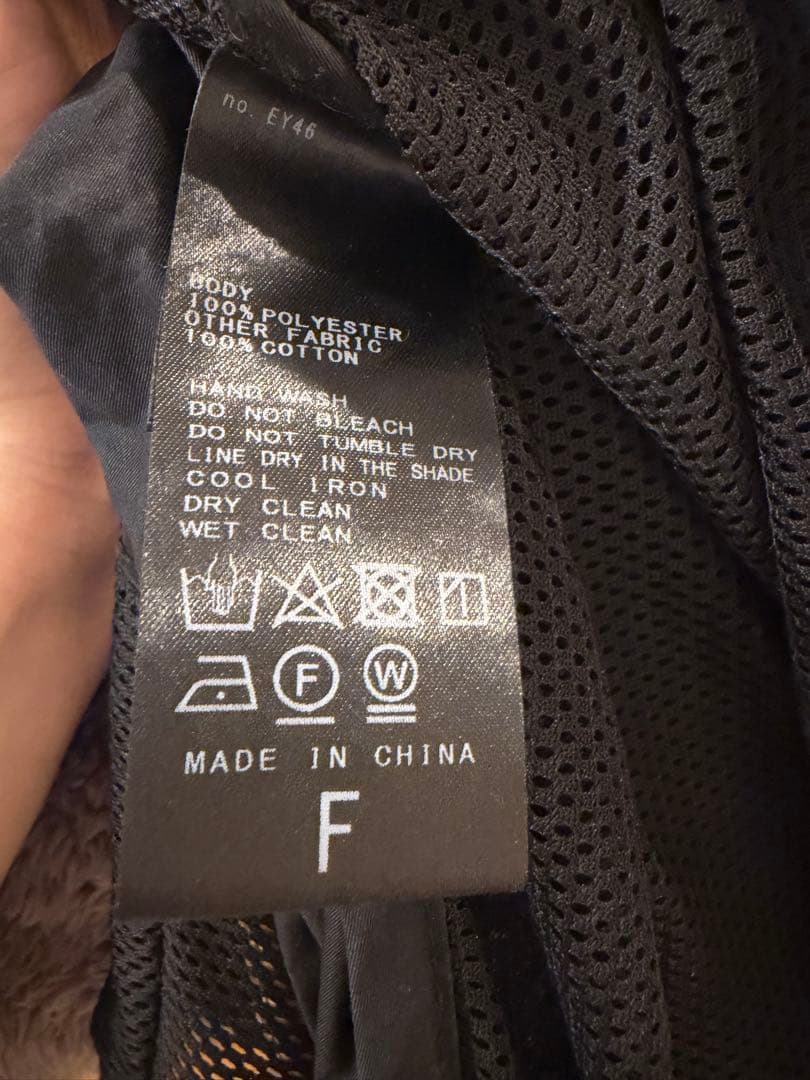 no. EY46
BODY
100% POLYESTER
OTHER FABRIC
100% COTTON
HAND WASH
DO NOT BLEACH
DO NOT TUMBLE DRY
LINE DRY IN THE SHADE
COOL IRON
DRY CLEAN
WET CLEAN
F W
MADE IN CHINA
F